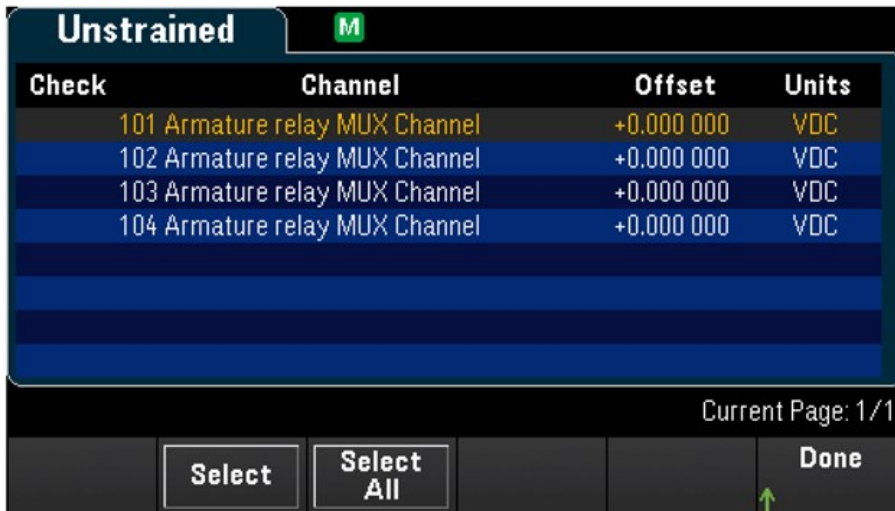 Unstrained M
Check Channel Offset Units
101 Armature relay MUX Channel +0.000 000 VDC
102 Armature relay MUX Channel +0.000 000 VDC
103 Armature relay MUX Channel +0.000 000 VDC
104 Armature relay MUX Channel +0.000 000 VDC
Current Page: 1/1
Select
Select
All
Done